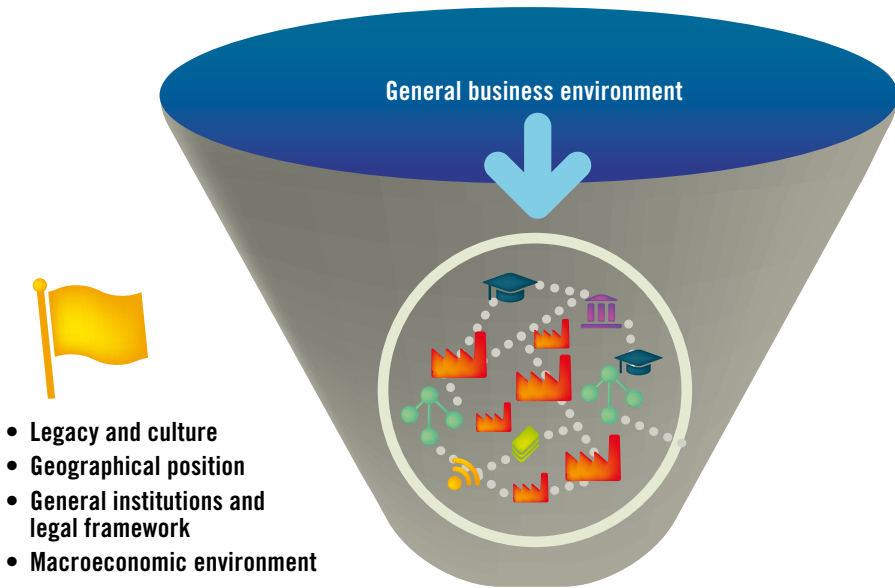 General business environment
• Legacy and culture
• Geographical position
• General institutions and
legal framework
• Macroeconomic environment